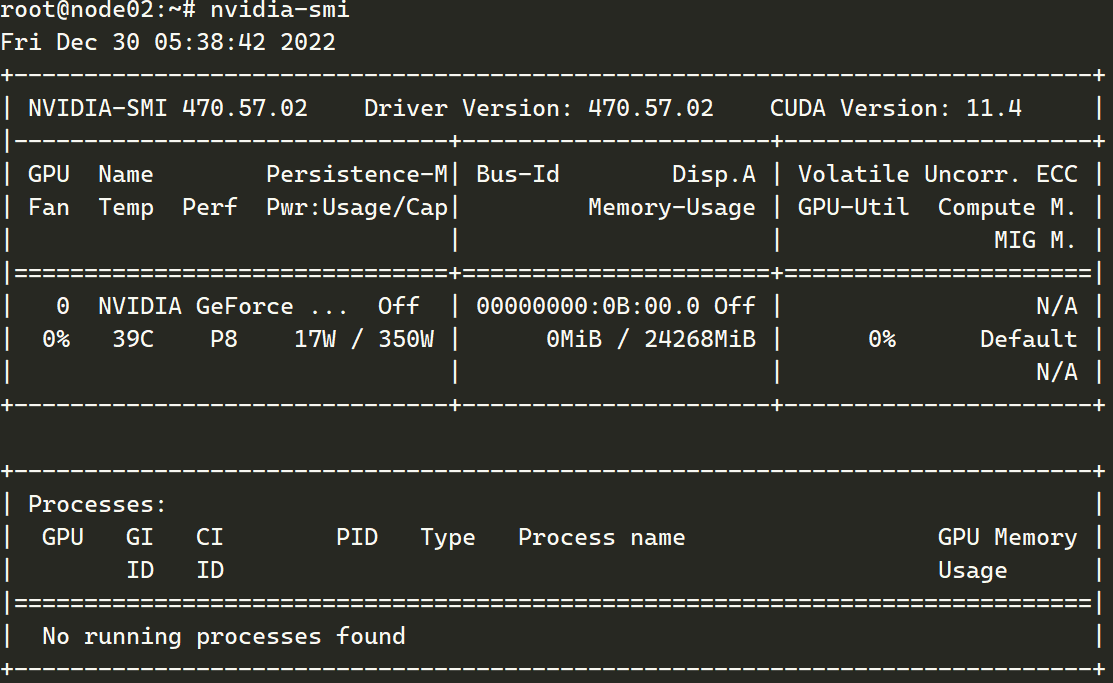 root@node02:~# nvidia-smi
Fri Dec 30 05:38:42 2022
+-----------------------------------------------------------------------------+
| NVIDIA-SMI 470.57.02    Driver Version: 470.57.02    CUDA Version: 11.4     |
|-------------------------------+----------------------+----------------------+
| GPU  Name        Persistence-M| Bus-Id        Disp.A | Volatile Uncorr. ECC |
| Fan  Temp  Perf  Pwr:Usage/Cap|         Memory-Usage | GPU-Util  Compute M. |
|                               |                      |               MIG M. |
|===============================+======================+======================|
|   0  NVIDIA GeForce ...  Off  | 00000000:0B:00.0 Off |                  N/A |
|  0%   39C    P8    17W / 350W |      0MiB / 24268MiB |      0%      Default |
|                               |                      |                  N/A |
+-------------------------------+----------------------+----------------------+

+-----------------------------------------------------------------------------+
| Processes:                                                                  |
|  GPU   GI   CI        PID   Type   Process name                  GPU Memory |
|        ID   ID                                                   Usage      |
|=============================================================================|
|  No running processes found                                                 |
+-----------------------------------------------------------------------------+